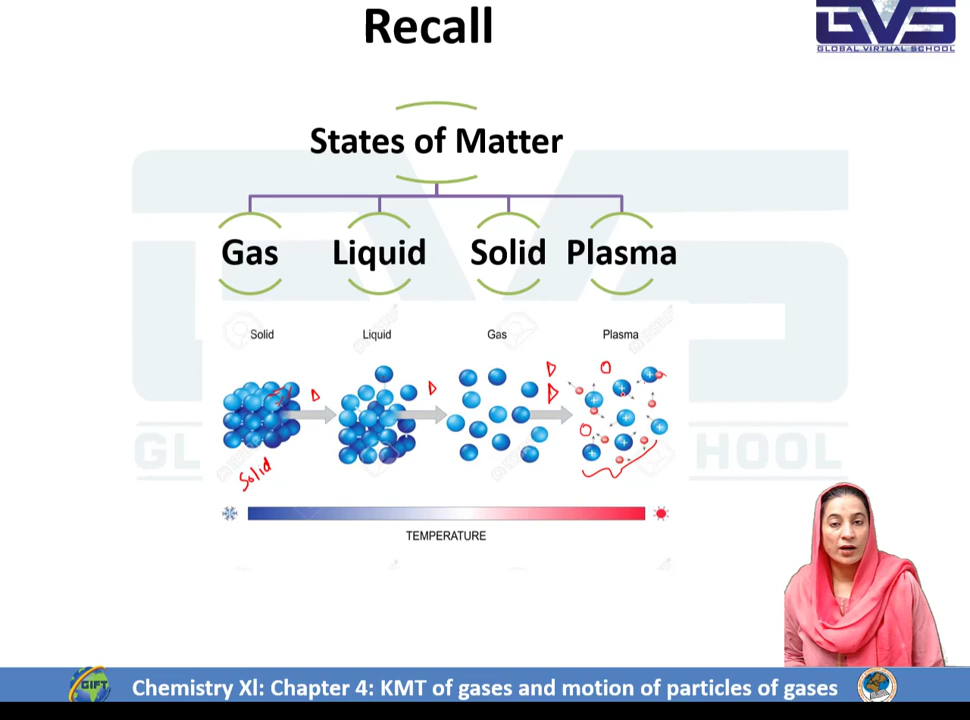 Recall
GVS
GLOBAL VIRTUAL SCHOOL
States of Matter
Gas Liquid Solid Plasma
Solid Liquid Gas Plasma
Solid
TEMPERATURE
GIFT
Chemistry XI: Chapter 4: KMT of gases and motion of particles of gases